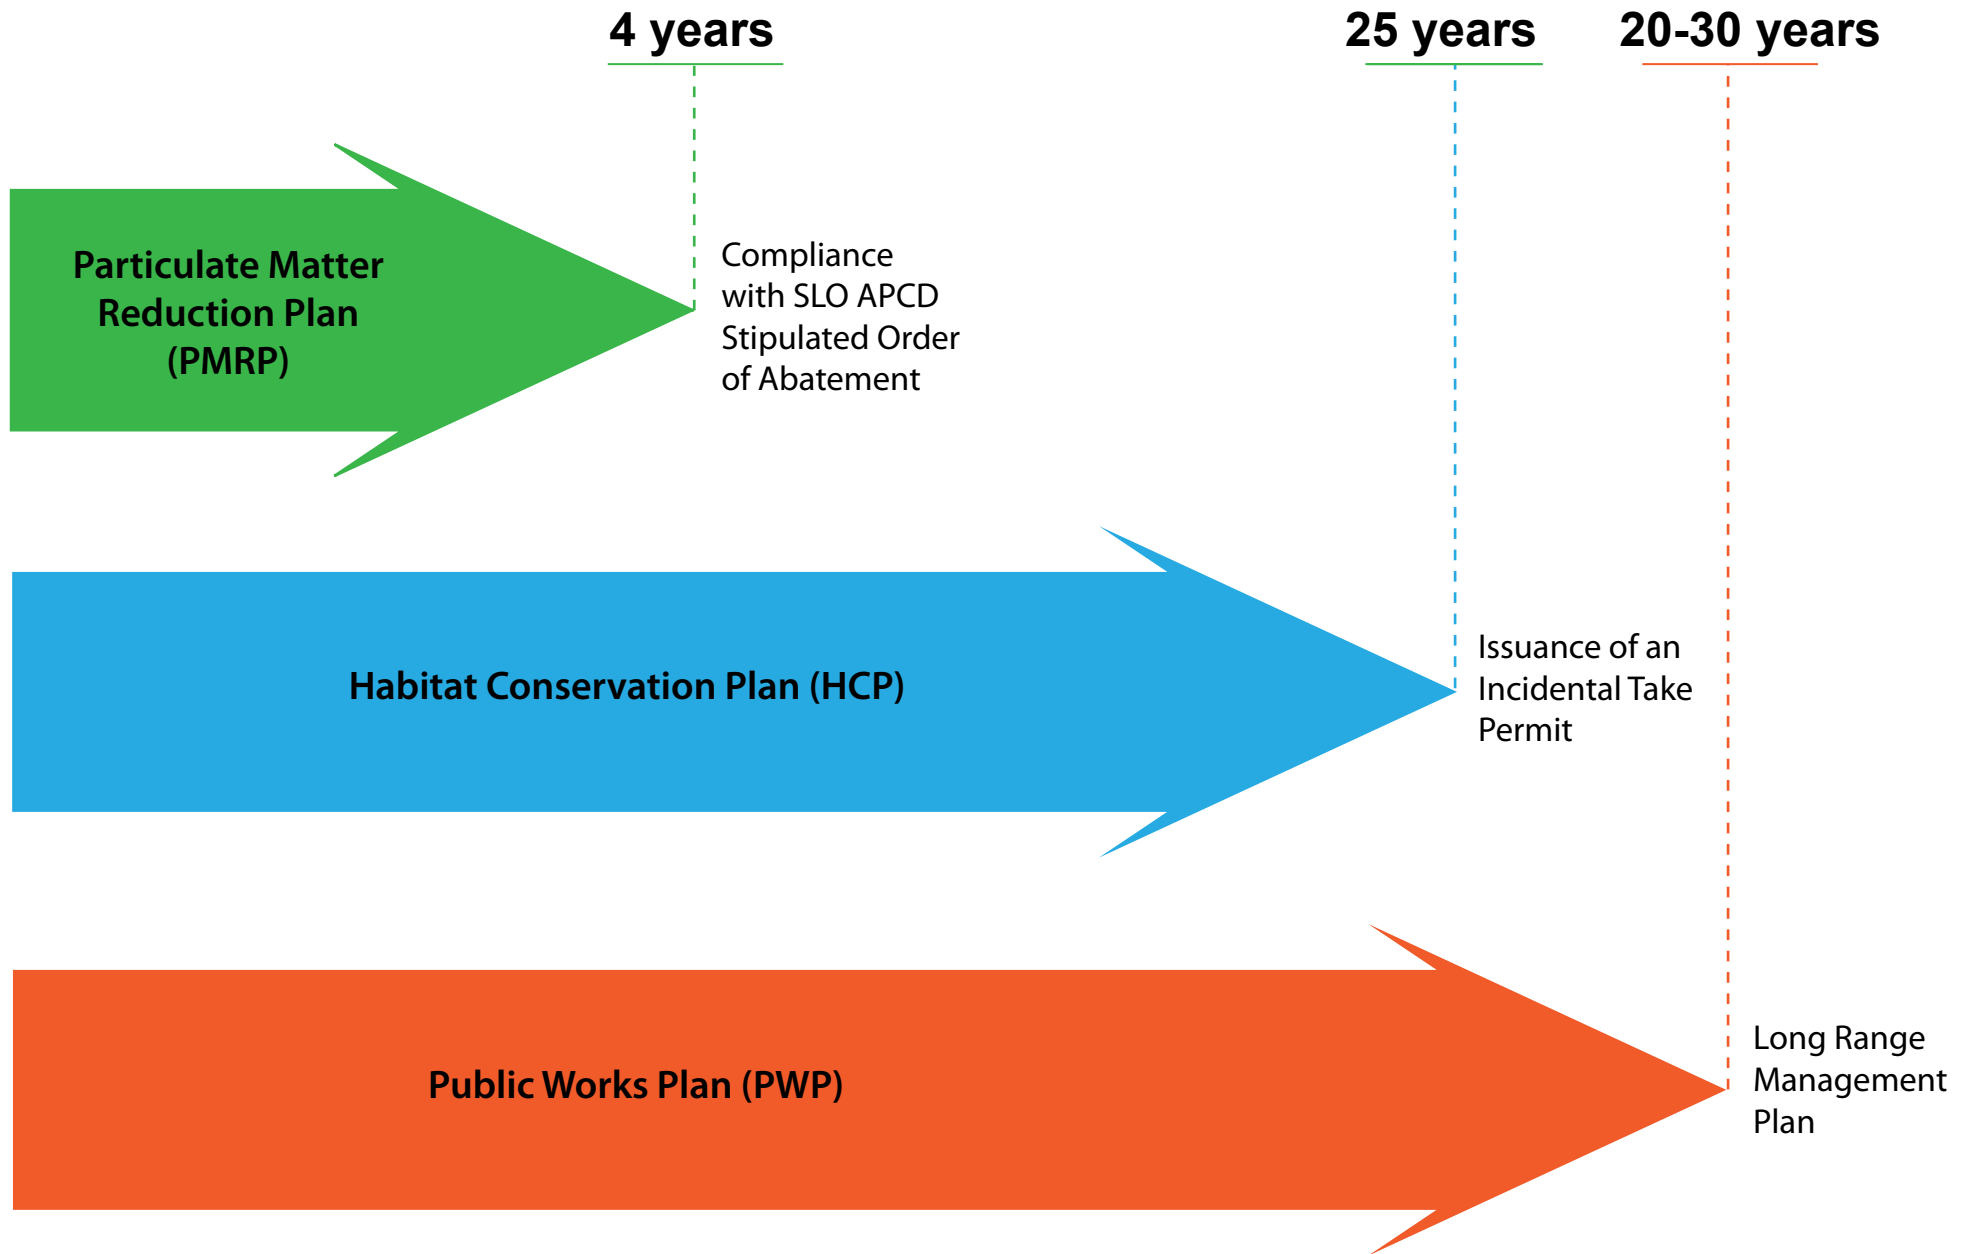 4 years
25 years
20-30 years
Particulate Matter
Reduction Plan
(PMRP)
Compliance
with SLO APCD
Stipulated Order
of Abatement
Habitat Conservation Plan (HCP)
Issuance of an
Incidental Take
Permit
Public Works Plan (PWP)
Long Range
Management
Plan